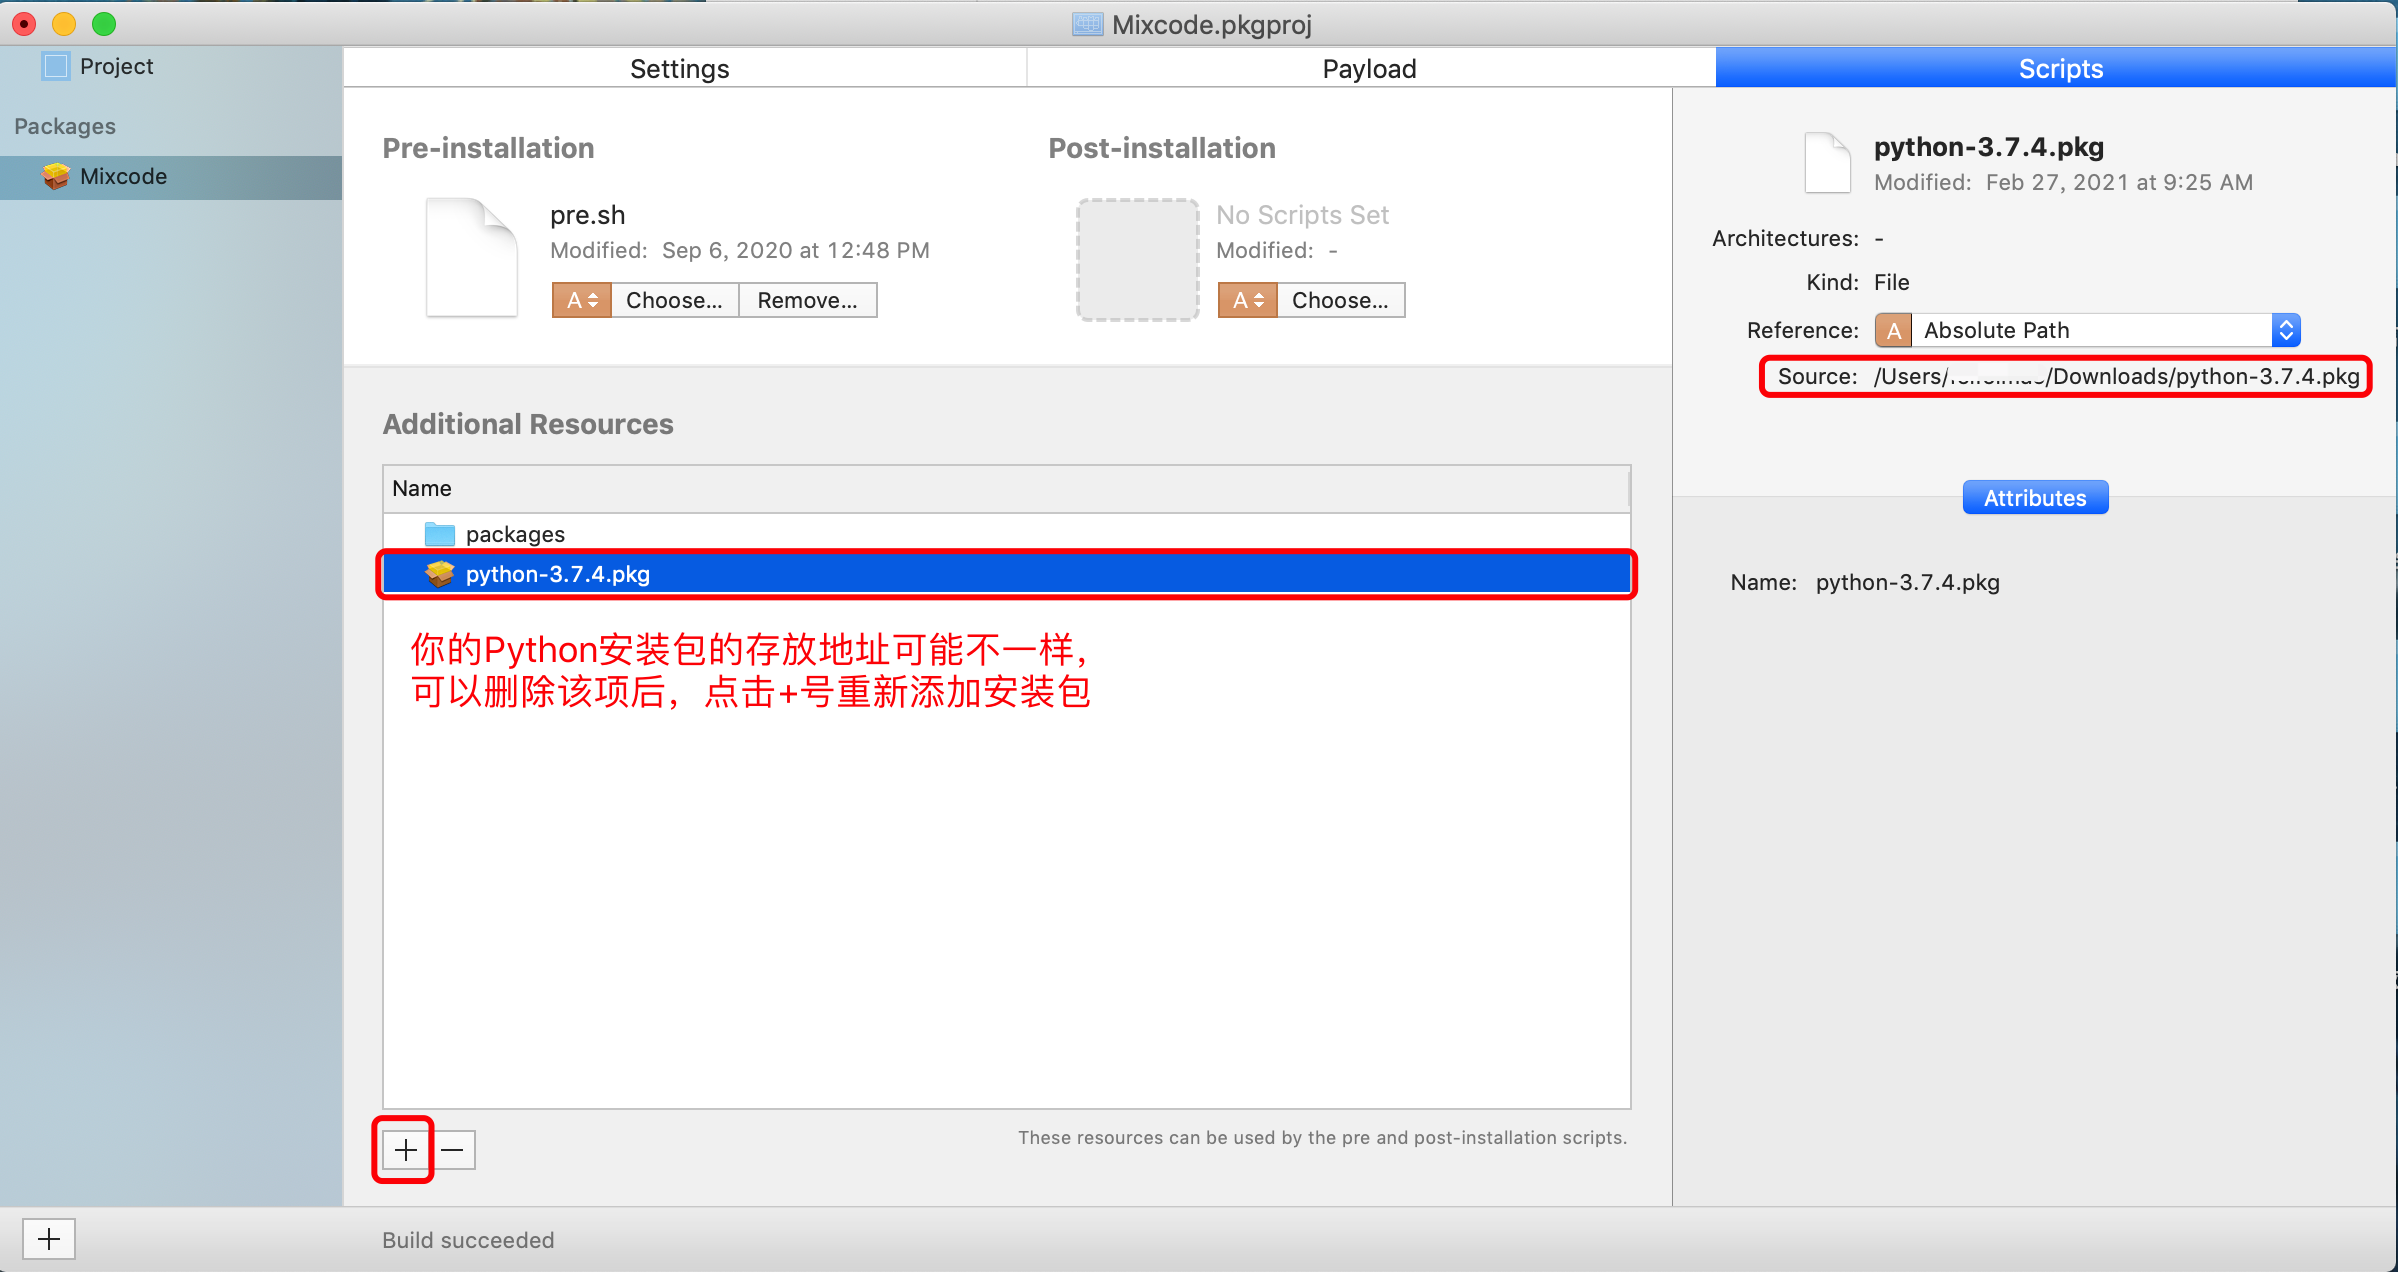 Mixcode.pkgproj
Project
Packages
Mixcode
Settings
Payload
Scripts
Pre-installation
pre.sh
Modified: Sep 6, 2020 at 12:48 PM
A
Choose...
Remove...
Post-installation
No Scripts Set
Modified: -
A
Choose...
Additional Resources
Name
packages
python-3.7.4.pkg
你的Python安装包的存放地址可能不一样，
可以删除该项后，点击+号重新添加安装包
These resources can be used by the pre and post-installation scripts.
Build succeeded
python-3.7.4.pkg
Modified: Feb 27, 2021 at 9:25 AM
Architectures: -
Kind: File
Reference: A Absolute Path
Source: /Users/ /Downloads/python-3.7.4.pkg
Attributes
Name: python-3.7.4.pkg